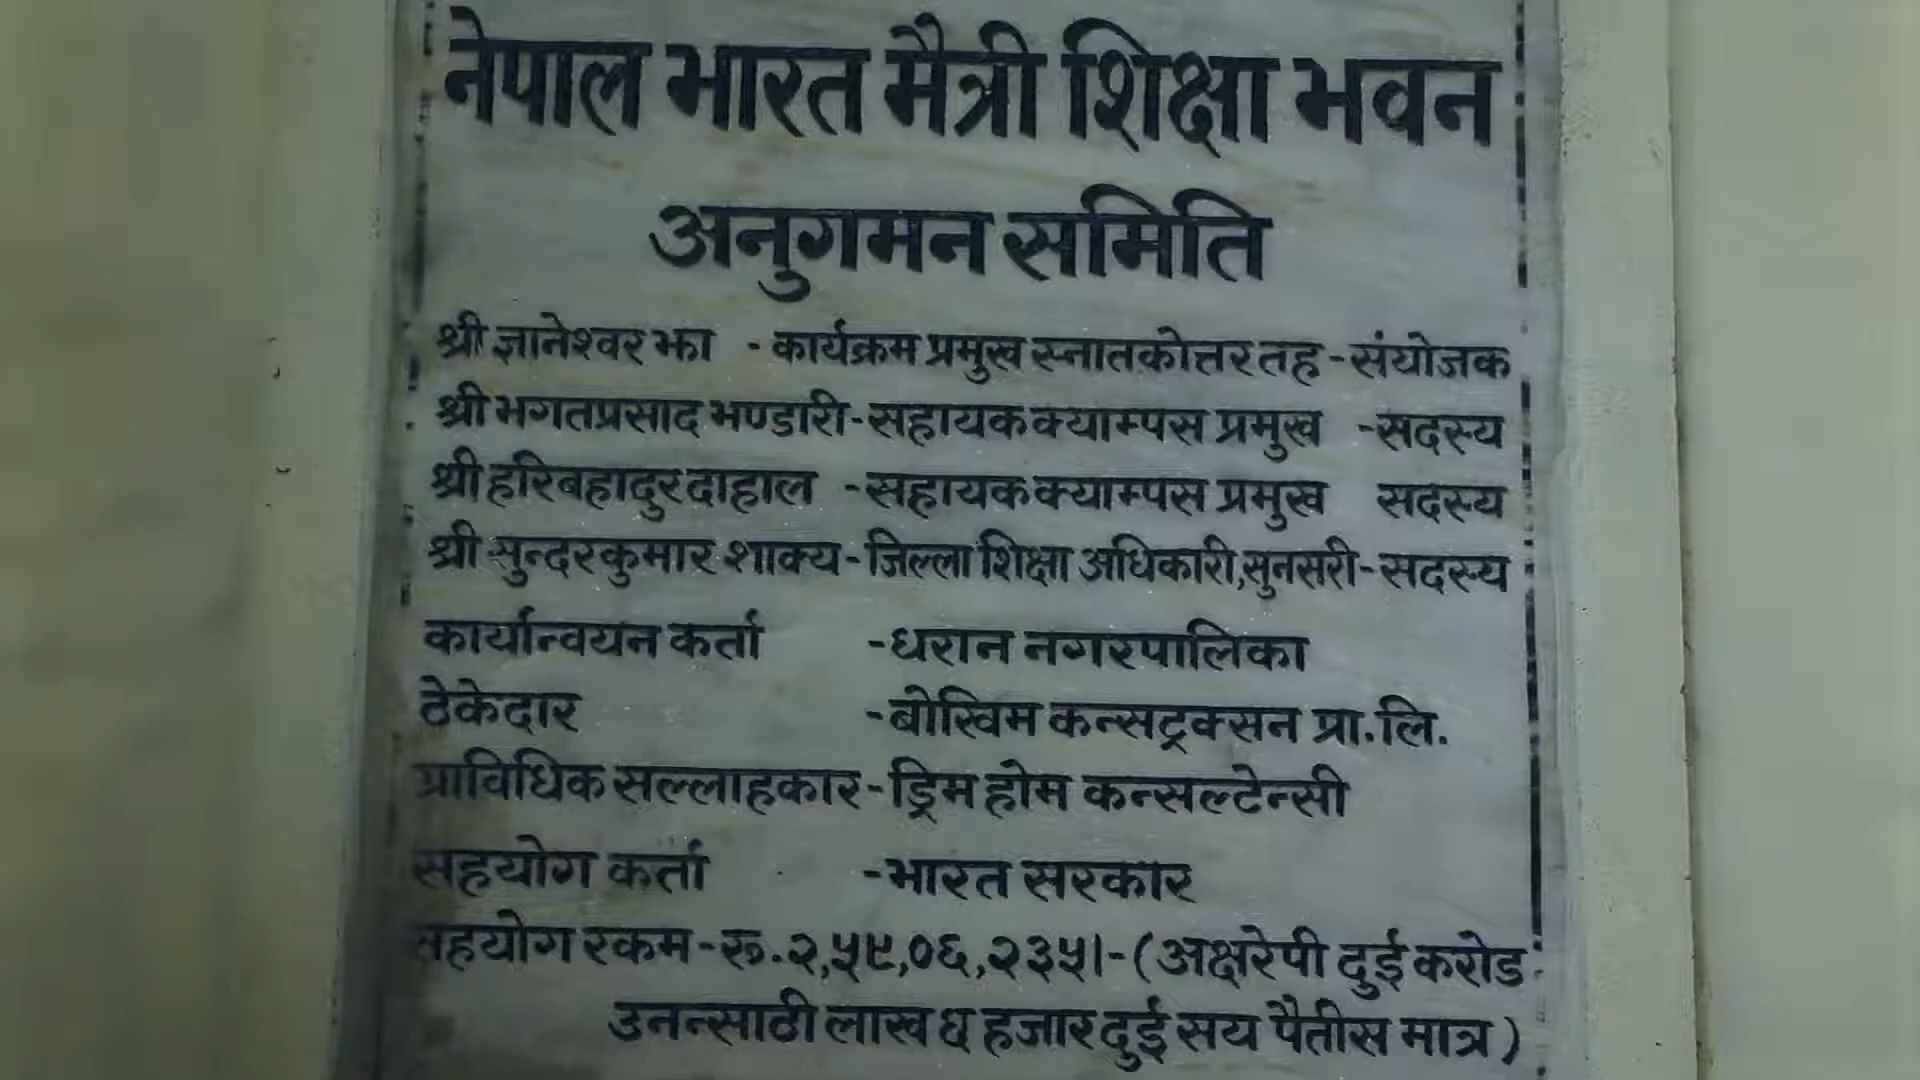 नेपाल भारत मैत्री शिक्षा भवन
अनुगमन समिति
श्री ज्ञानेश्वर झा - कार्यक्रम प्रमुख स्नातकोत्तर तह - संयोजक
श्री भगतप्रसाद भण्डारी - सहायक क्याम्पस प्रमुख - सदस्य
श्री हरिबहादुर दाहाल - सहायक क्याम्पस प्रमुख सदस्य
श्री सुन्दरकुमार शाक्य - जिल्ला शिक्षा अधिकारी, सुनसरी - सदस्य
कार्यान्वयन कर्ता - धरान नगरपालिका
ठेकेदार - बोखिम कन्सट्रक्सन प्रा.लि.
प्राविधिक सल्लाहकार - ड्रिम होम कन्सल्टेन्सी
सहयोग कर्ता - भारत सरकार
सहयोग रकम - रू.२,५९,०६,२३५।- (अक्षरेपी दुई करोड
उनन्साठी लाख छ हजार दुई सय पैतीस मात्र)